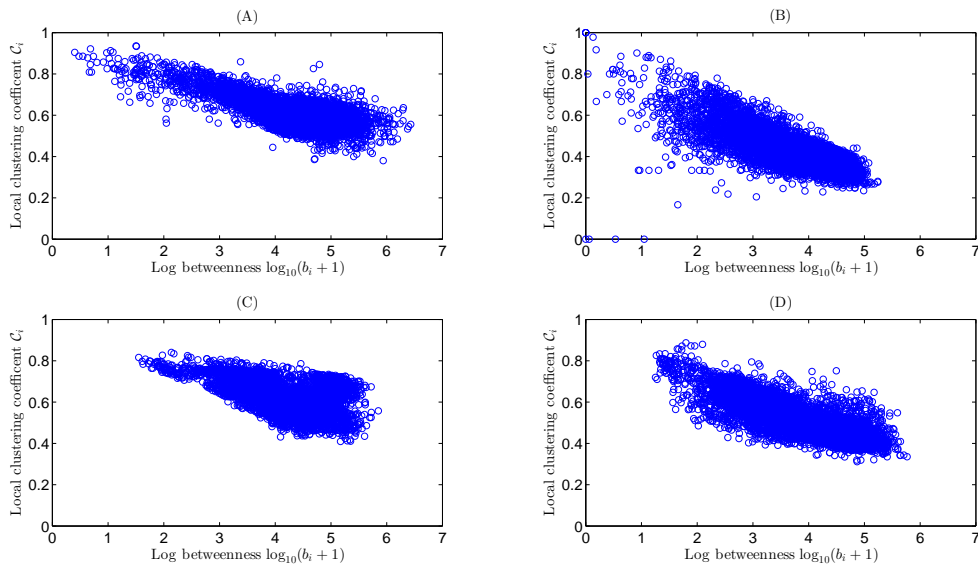 (A)
Local clustering coefficent C_i
1
0.8
0.6
0.4
0.2
0
0 1 2 3 4 5 6 7
Log betweenness log₁₀(b_i + 1)
(B)
Local clustering coefficent C_i
1
0.8
0.6
0.4
0.2
0
0 1 2 3 4 5 6 7
Log betweenness log₁₀(b_i + 1)
(C)
Local clustering coefficent C_i
1
0.8
0.6
0.4
0.2
0
0 1 2 3 4 5 6 7
Log betweenness log₁₀(b_i + 1)
(D)
Local clustering coefficent C_i
1
0.8
0.6
0.4
0.2
0
0 1 2 3 4 5 6 7
Log betweenness log₁₀(b_i + 1)